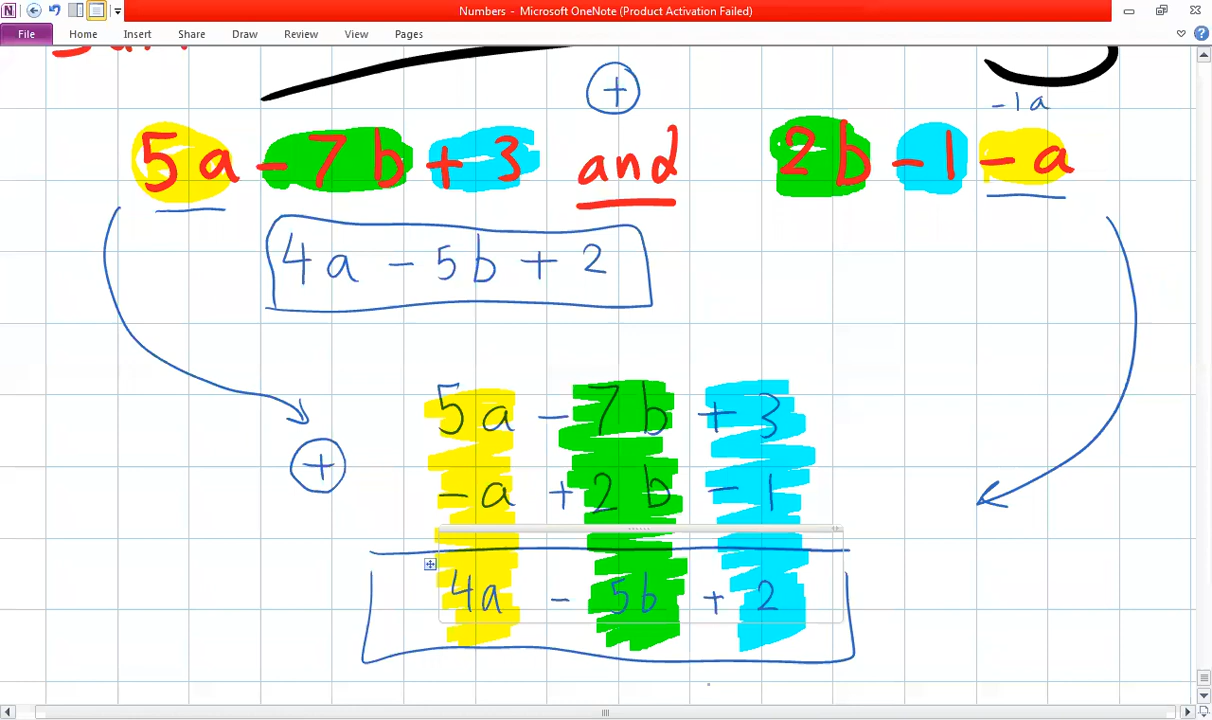 Numbers - Microsoft OneNote (Product Activation Failed)
File Home Insert Share Draw Review View Pages
+
-1a
5a - 7b + 3 and 2b - 1 - a
4a - 5b + 2
5a - 7b + 3
+
-a + 2b - 1
4a - 5b + 2